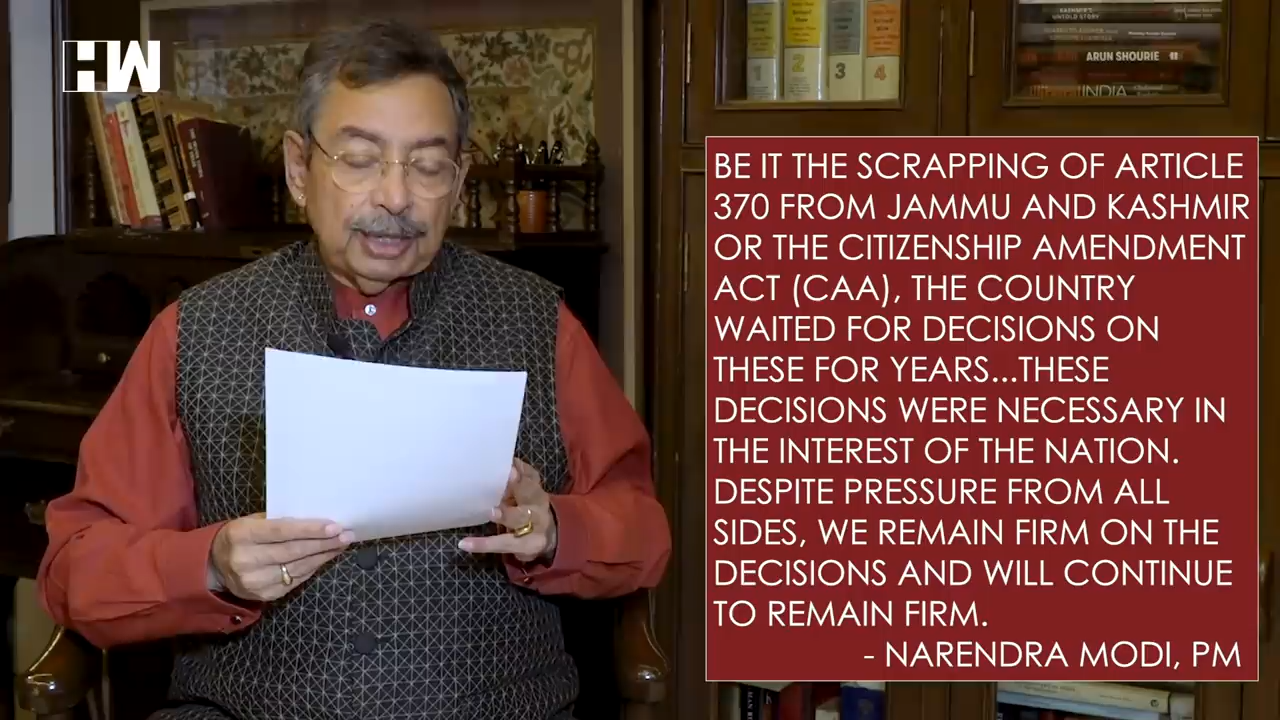 HW
1
2
3
4
KASHMIR'S
UNTOLD STORY
ARUN SHOURIE
INDIA
BE IT THE SCRAPPING OF ARTICLE
370 FROM JAMMU AND KASHMIR
OR THE CITIZENSHIP AMENDMENT
ACT (CAA), THE COUNTRY
WAITED FOR DECISIONS ON
THESE FOR YEARS...THESE
DECISIONS WERE NECESSARY IN
THE INTEREST OF THE NATION.
DESPITE PRESSURE FROM ALL
SIDES, WE REMAIN FIRM ON THE
DECISIONS AND WILL CONTINUE
TO REMAIN FIRM.
- NARENDRA MODI, PM